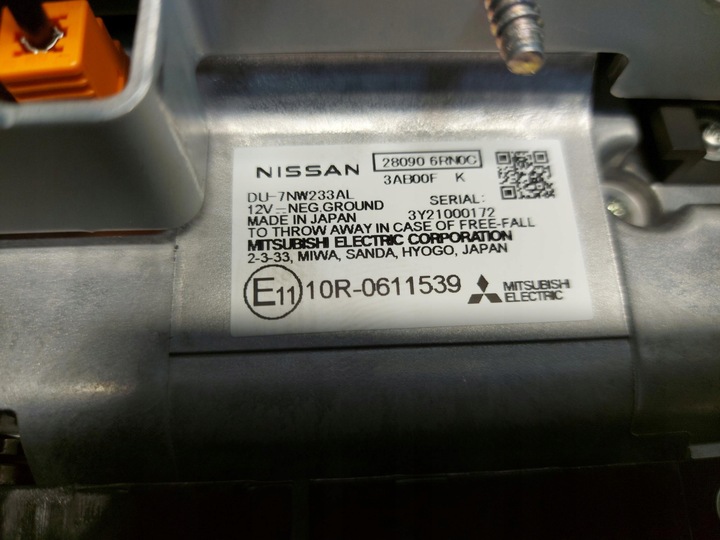 NISSAN
28090 6RN0C
3AB00F K
DU-7NW233AL
12V NEG.GROUND
SERIAL:
MADE IN JAPAN
3Y21000172
TO THROW AWAY IN CASE OF FREE-FALL
MITSUBISHI ELECTRIC CORPORATION
2-3-33, MIWA, SANDA, HYOGO, JAPAN
E11 10R-0611539
MITSUBISHI
ELECTRIC